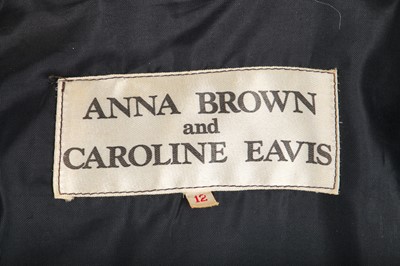 ANNA BROWN
and
CAROLINE EAVIS
12